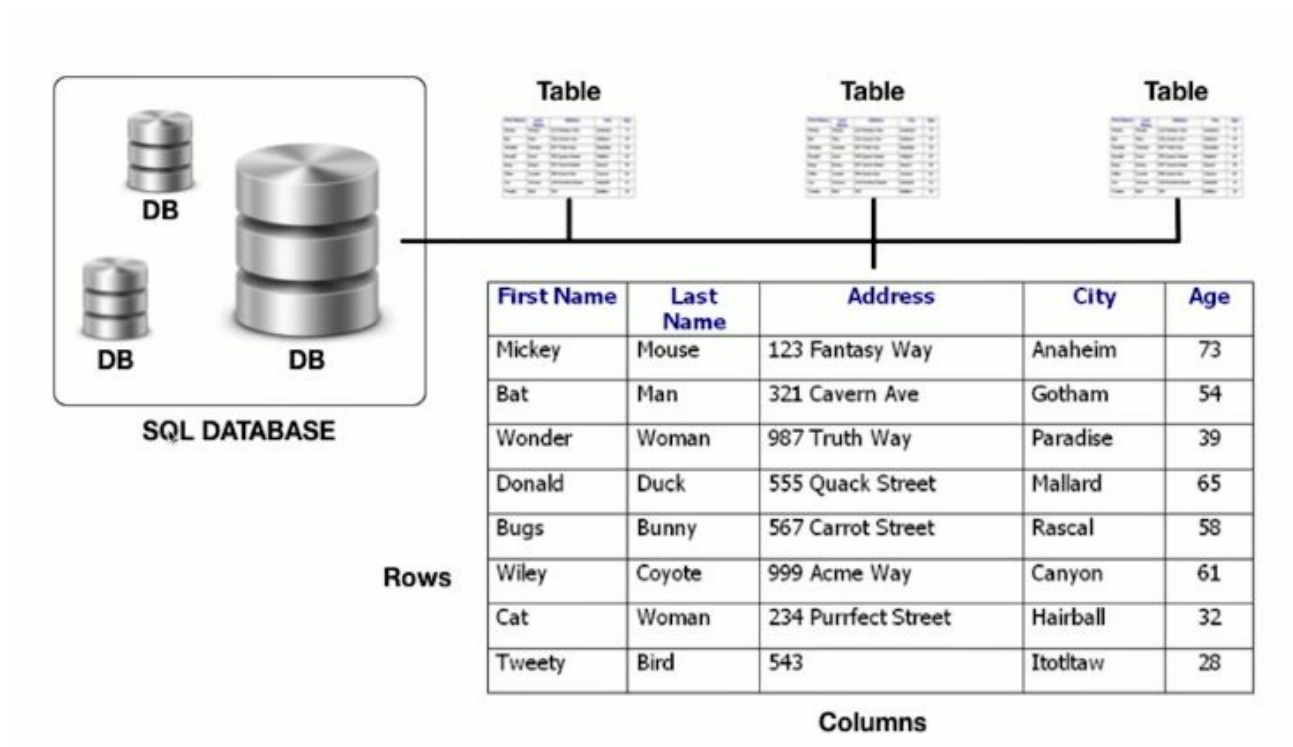 Table Table Table
DB
DB
DB
SQL DATABASE
First Name Last Name Address City Age
Mickey Mouse 123 Fantasy Way Anaheim 73
Bat Man 321 Cavern Ave Gotham 54
Wonder Woman 987 Truth Way Paradise 39
Donald Duck 555 Quack Street Mallard 65
Bugs Bunny 567 Carrot Street Rascal 58
Wiley Coyote 999 Acme Way Canyon 61
Cat Woman 234 Purrfect Street Hairball 32
Tweety Bird 543 Itotltaw 28
Rows
Columns